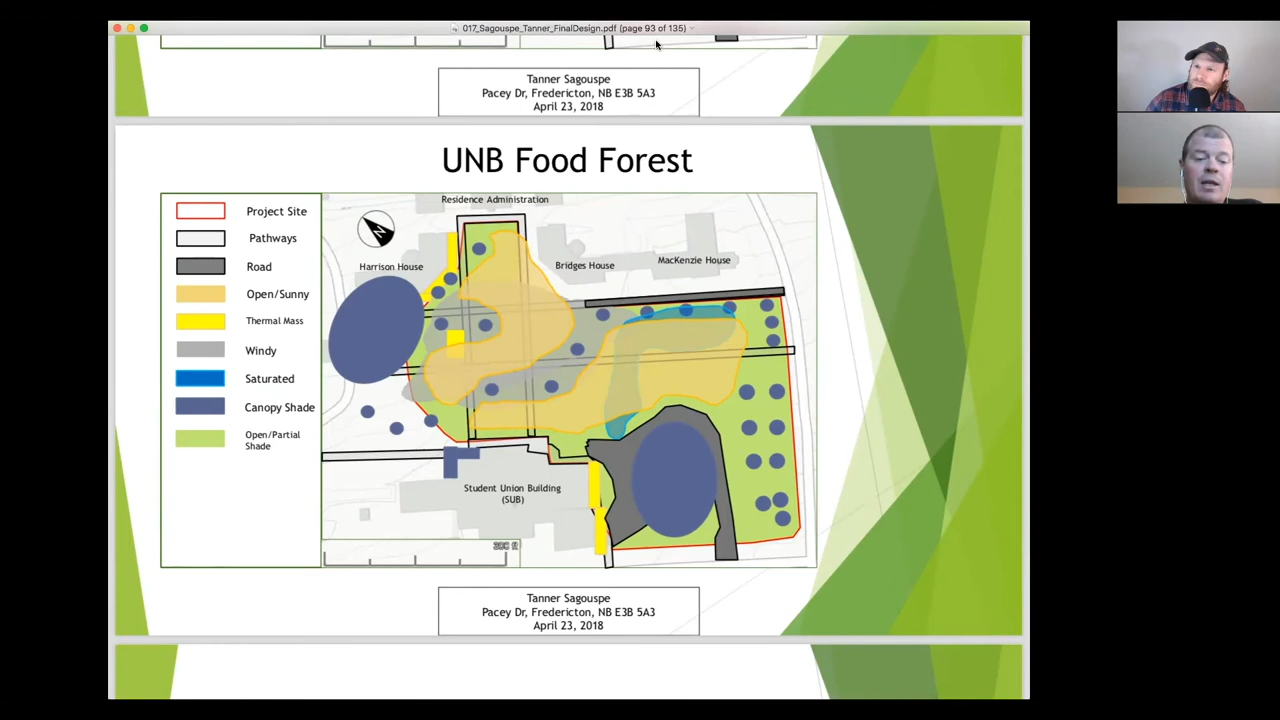 017_Sagouspe_Tanner_FinalDesign.pdf (page 93 of 135)
Tanner Sagouspe
Pacey Dr, Fredericton, NB E3B 5A3
April 23, 2018
UNB Food Forest
Project Site
Pathways
Road
Open/Sunny
Thermal Mass
Windy
Saturated
Canopy Shade
Open/Partial
Shade
Residence Administration
N
Harrison House
Bridges House
MacKenzie House
Student Union Building
(SUB)
300 ft
Tanner Sagouspe
Pacey Dr, Fredericton, NB E3B 5A3
April 23, 2018